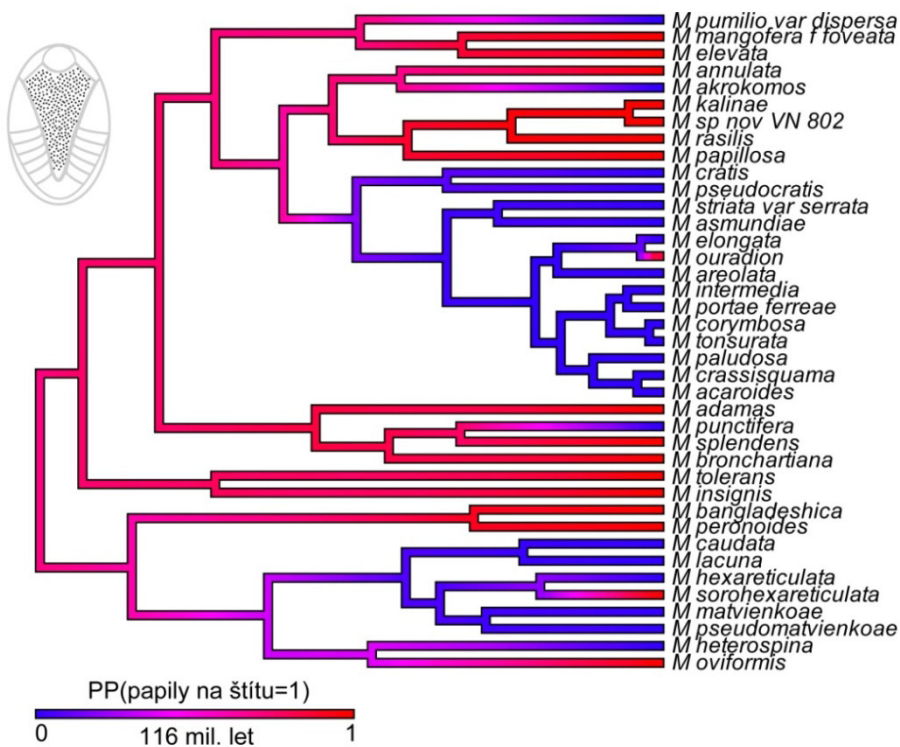 M pumilio var dispersa
M mangofera f foveata
M elevata
M annulata
M akrokomos
M kalinae
M sp nov VN 802
M rasilis
M papillosa
M cratis
M pseudocratis
M striata var serrata
M asmundiae
M elongata
M ouradion
M areolata
M intermedia
M portae ferreae
M corymbosa
M tonsurata
M paludosa
M crassisquama
M acaroides
M adamas
M punctifera
M splendens
M bronchartiana
M tolerans
M insignis
M bangladeshica
M peronoides
M caudata
M lacuna
M hexareticulata
M sorohexareticulata
M matvienkoae
M pseudomatvienkoae
M heterospina
M oviformis
PP(papily na štítu=1)
0 116 mil. let 1